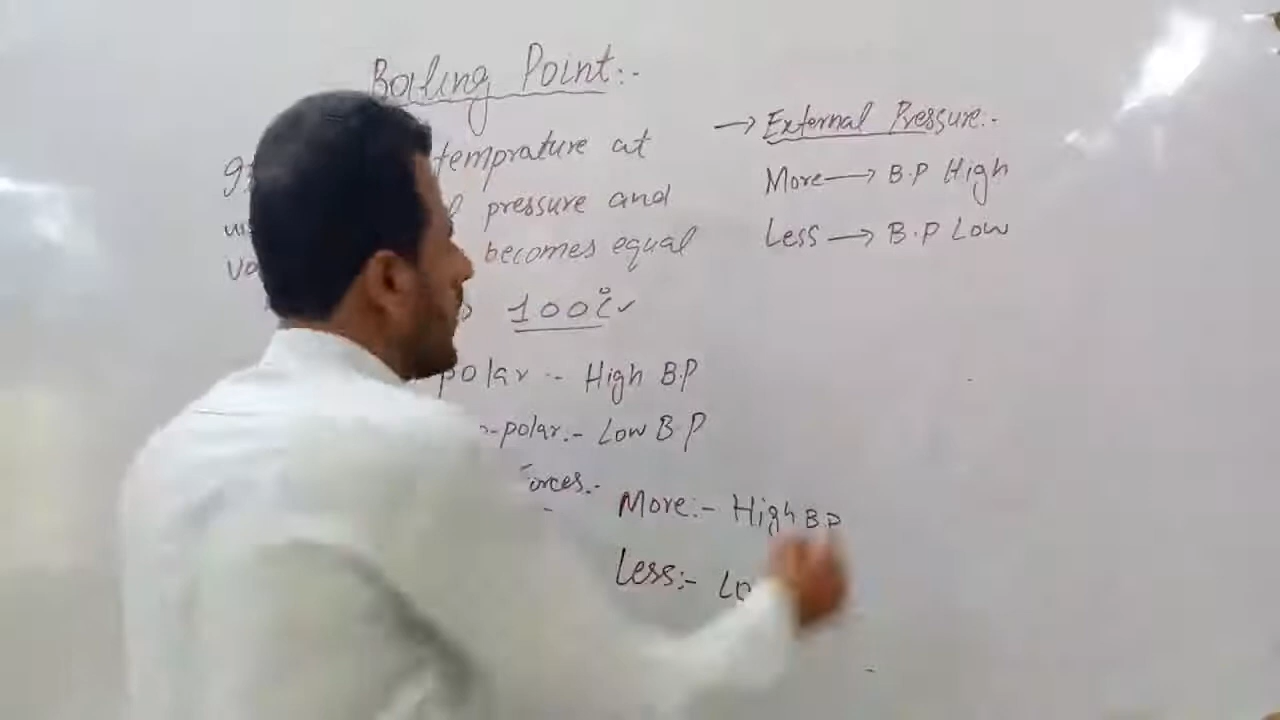 Boiling Point:-
temprature at
pressure and
becomes equal
100°C
polar :- High B.P
-polar:- Low B.P
orces:-
More:- High B.P
Less:-
→ External Pressure:-
More → B.P High
Less → B.P Low